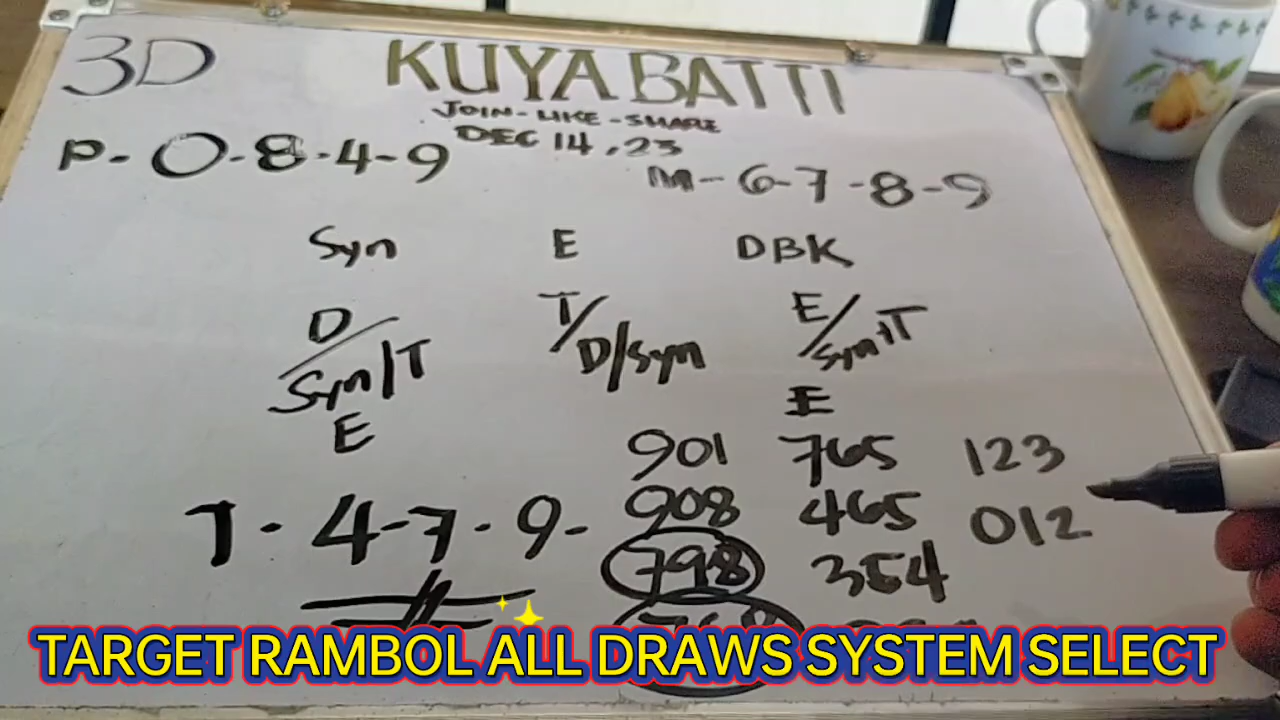 3D KUYA BATTI
JOIN-LIKE-SHARE
DEC 14, 23
P-0-8-4-9
M-6-7-8-9
Syn E DBK
D/Syn/T T/D/Syn E/Syn+T
E E
901 765 123
T-4-7-9- 908 465 012
798 354
768
TARGET RAMBOL ALL DRAWS SYSTEM SELECT